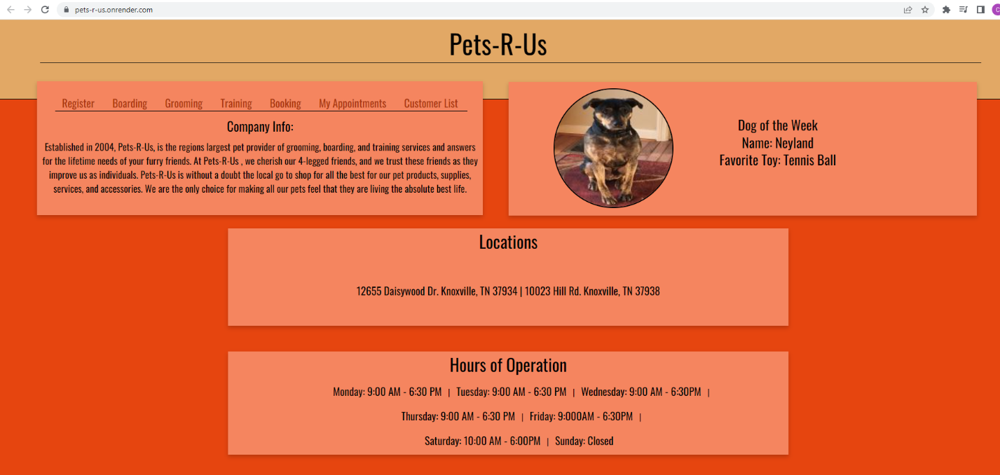 pets-r-us.onrender.com
Pets-R-Us
Register Boarding Grooming Training Booking My Appointments Customer List
Company Info:
Established in 2004, Pets-R-Us, is the regions largest pet provider of grooming, boarding, and training services and answers
for the lifetime needs of your furry friends. At Pets-R-Us , we cherish our 4-legged friends, and we trust these friends as they
improve us as individuals. Pets-R-Us is without a doubt the local go to shop for all the best for our pet products, supplies,
services, and accessories. We are the only choice for making all our pets feel that they are living the absolute best life.
Dog of the Week
Name: Neyland
Favorite Toy: Tennis Ball
Locations
12655 Daisywood Dr. Knoxville, TN 37934 | 10023 Hill Rd. Knoxville, TN 37938
Hours of Operation
Monday: 9:00 AM - 6:30 PM | Tuesday: 9:00 AM - 6:30 PM | Wednesday: 9:00 AM - 6:30PM |
Thursday: 9:00 AM - 6:30 PM | Friday: 9:000AM - 6:30PM |
Saturday: 10:00 AM - 6:00PM | Sunday: Closed